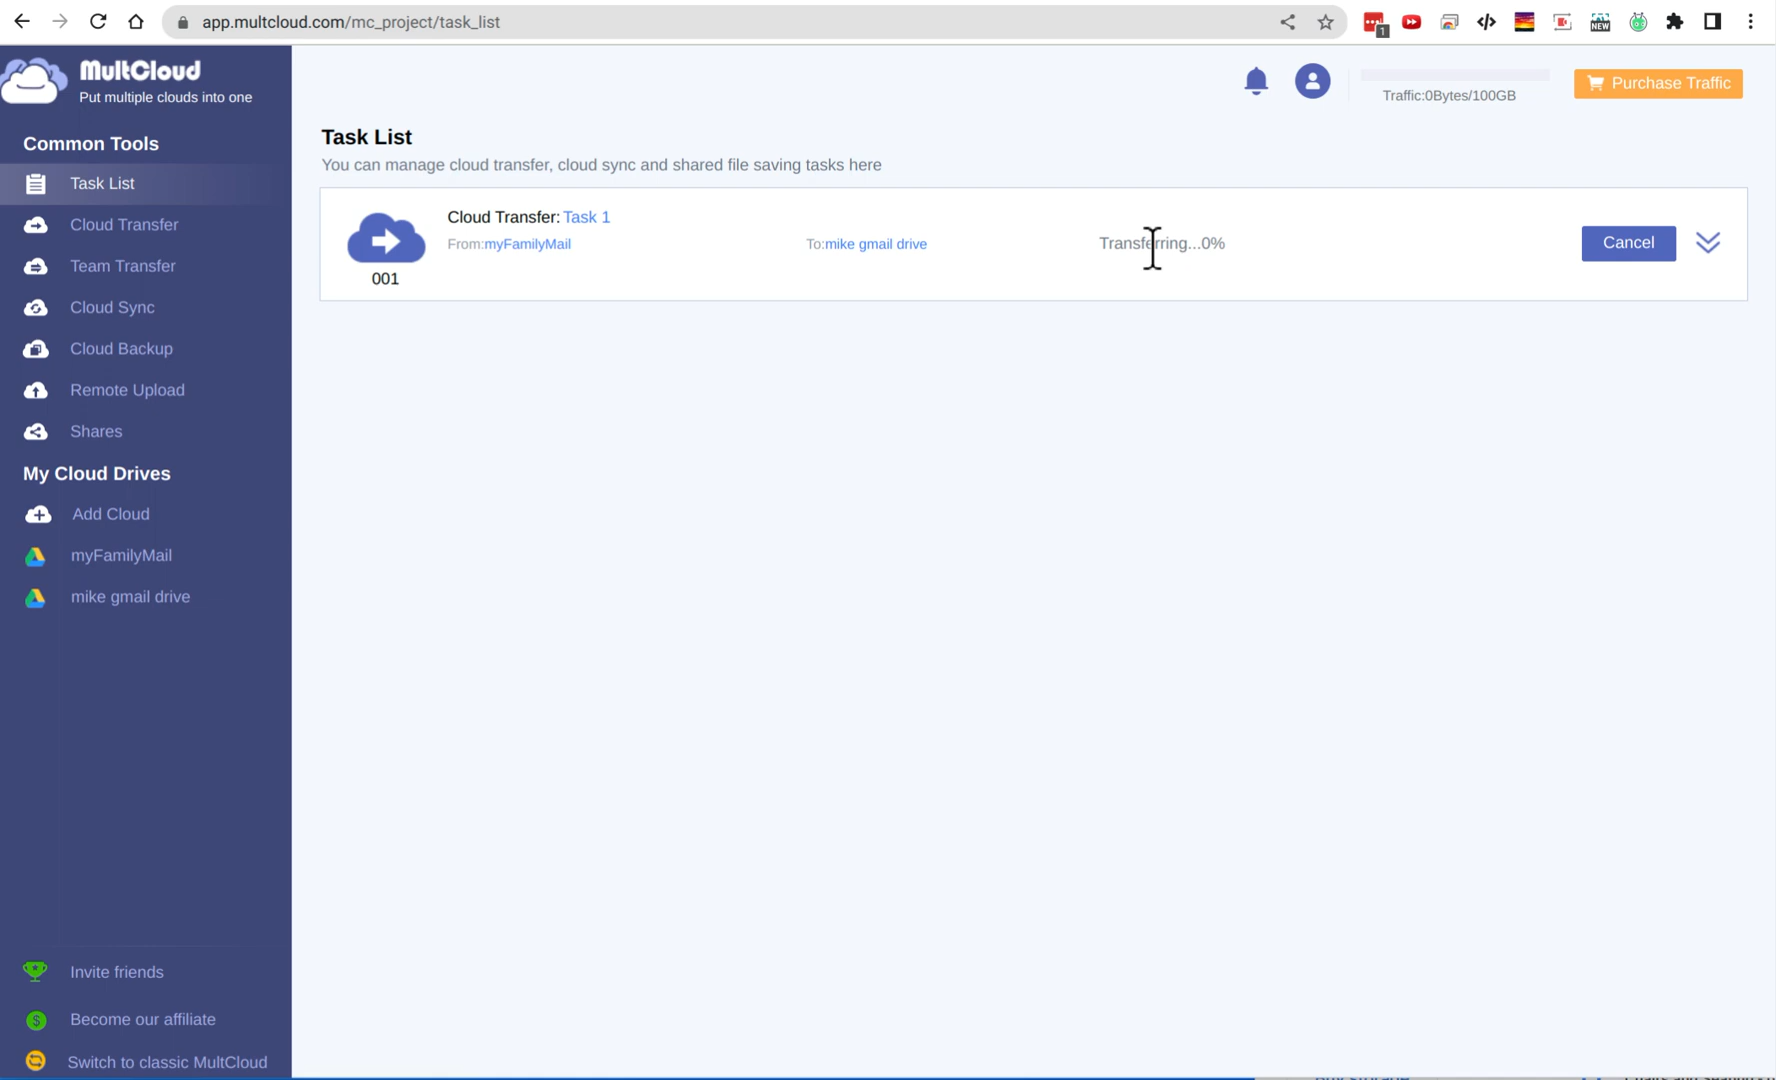 app.multcloud.com/mc_project/task_list
1
NEW
MultCloud
Put multiple clouds into one
Traffic:0Bytes/100GB
Purchase Traffic
Common Tools
Task List
Cloud Transfer
Team Transfer
Cloud Sync
Cloud Backup
Remote Upload
Shares
My Cloud Drives
Add Cloud
myFamilyMail
mike gmail drive
Invite friends
Become our affiliate
Switch to classic MultCloud
Task List
You can manage cloud transfer, cloud sync and shared file saving tasks here
Cloud Transfer: Task 1
From:myFamilyMail To:mike gmail drive Transferring...0% Cancel
001